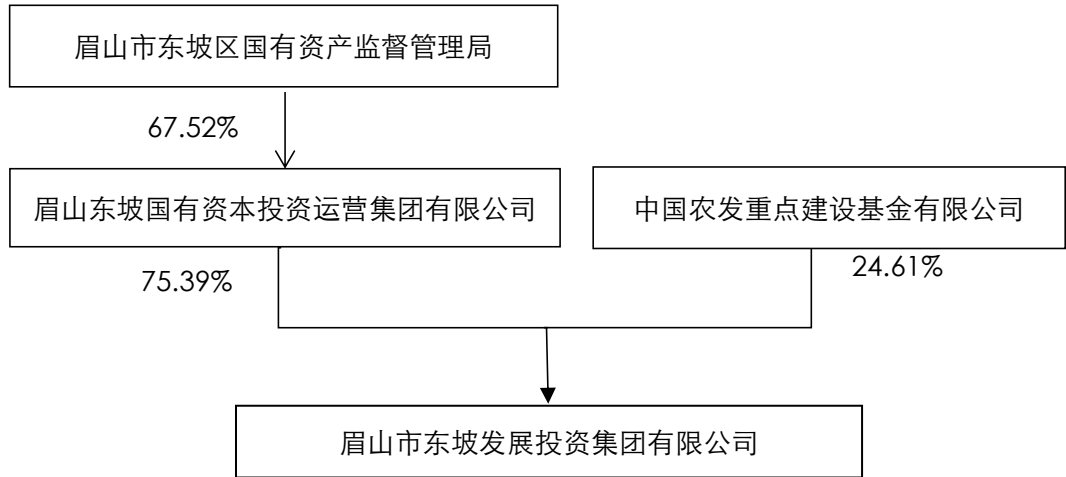 眉山市东坡区国有资产监督管理局
67.52%
眉山东坡国有资本投资运营集团有限公司
中国农发重点建设基金有限公司
75.39%
24.61%
眉山市东坡发展投资集团有限公司